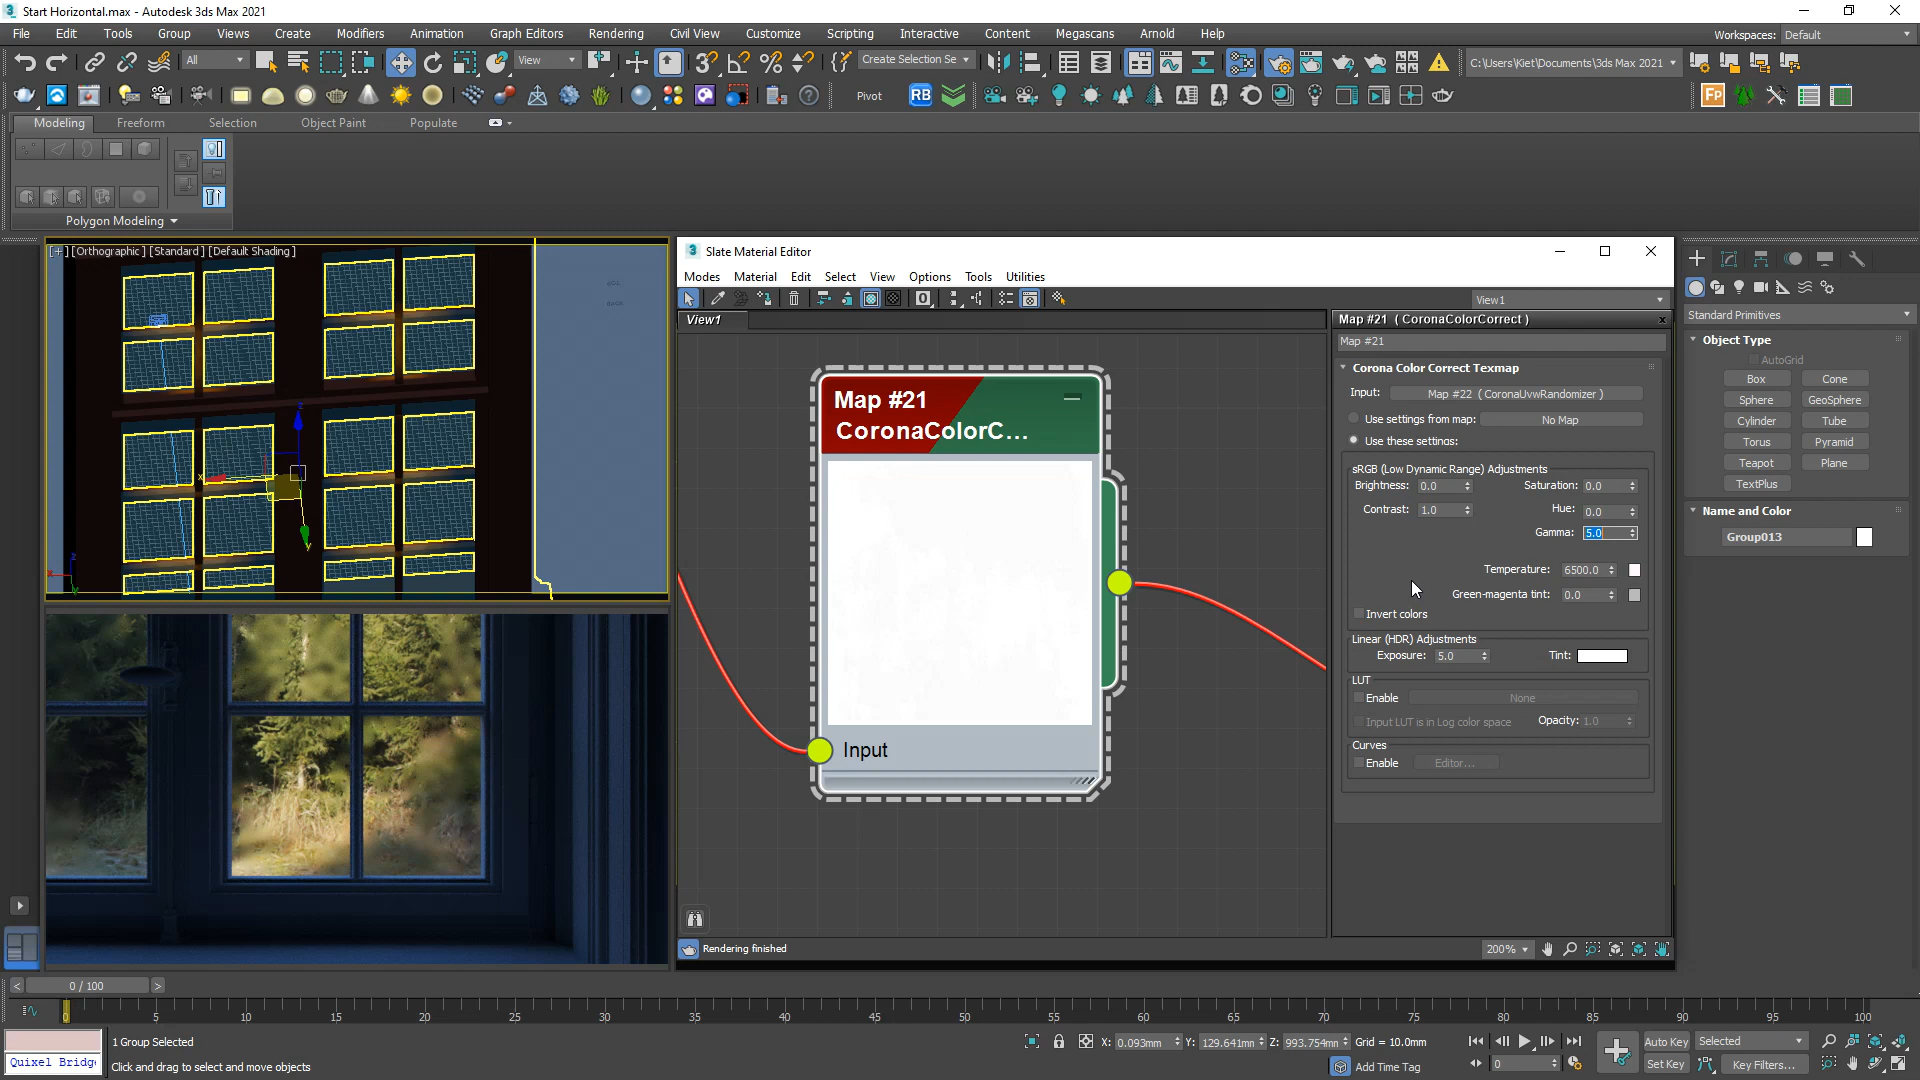 3 Start Horizontal.max - Autodesk 3ds Max 2021
File Edit Tools Group Views Create Modifiers Animation Graph Editors Rendering Civil View Customize Scripting Interactive Content Megascans Arnold Help
Workspaces: Default
All View Create Selection Se C:\Users\Kiet\Documents\3ds Max 2021
Pivot RB Fp
Modeling Freeform Selection Object Paint Populate
Polygon Modeling
[+] [Orthographic] [Standard] [Default Shading]
x
y
z
3 Slate Material Editor
Modes Material Edit Select View Options Tools Utilities
View1
View1
Map #21
CoronaColorC...
Input
Rendering finished
200%
Map #21 ( CoronaColorCorrect )
Map #21
Corona Color Correct Texmap
Input: Map #22 ( CoronaUvwRandomizer )
Use settings from map: No Map
Use these settings:
sRGB (Low Dynamic Range) Adjustments
Brightness: 0.0 Saturation: 0.0
Contrast: 1.0 Hue: 0.0
Gamma: 5.0
Temperature: 6500.0
Green-magenta tint: 0.0
Invert colors
Linear (HDR) Adjustments
Exposure: 5.0 Tint:
LUT
Enable None
Input LUT is in Log color space Opacity: 1.0
Curves
Enable Editor...
Standard Primitives
Object Type
AutoGrid
Box Cone
Sphere GeoSphere
Cylinder Tube
Torus Pyramid
Teapot Plane
TextPlus
Name and Color
Group013
< 0 / 100 >
0 5 10 15 20 25 30 35 40 45 50 55 60 65 70 75 80 85 90 95 100
1 Group Selected
Click and drag to select and move objects
Quixel Bridg
X: 0.093mm Y: 129.641mm Z: 993.754mm Grid = 10.0mm
Add Time Tag
0
Auto Key Selected
Set Key Key Filters...